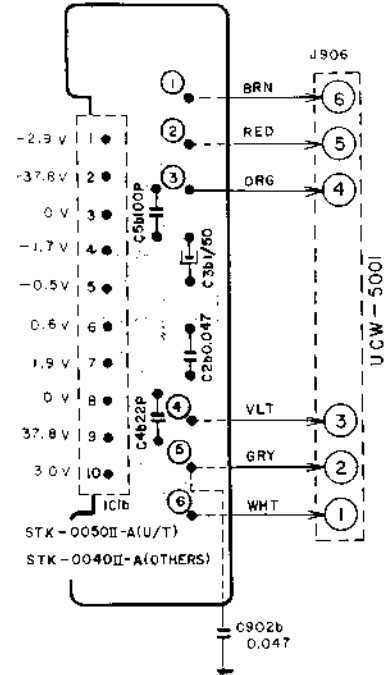 J906
1 BRN 6
2 RED 5
3 ORG 4
-2.9 V 1
-37.8 V 2
0 V 3
-1.7 V 4
-0.5 V 5
0.6 V 6
1.9 V 7
0 V 8
37.8 V 9
3.0 V 10
IC1b
C5b100P
C3b1/50
C2b0.047
C4b22P
UCW-5001
4 VLT 3
5 GRY 2
6 WHT 1
STK-0050II-A(U/T)
STK-0040II-A(OTHERS)
C902b
0.047